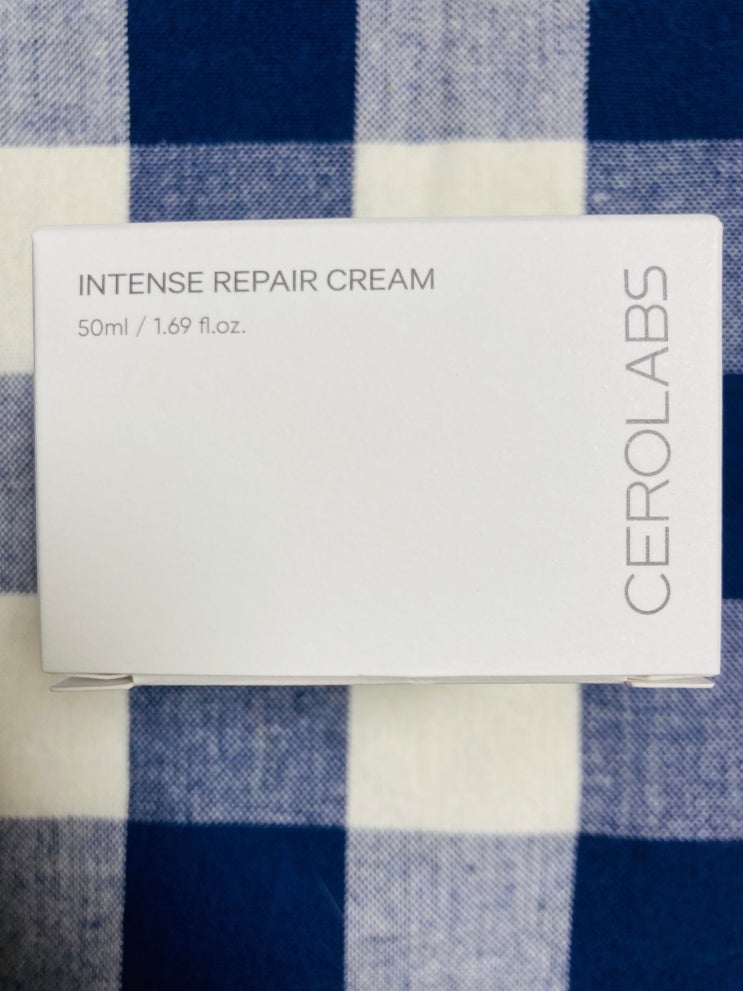 INTENSE REPAIR CREAM
50ml / 1.69 fl.oz.
CEROLABS